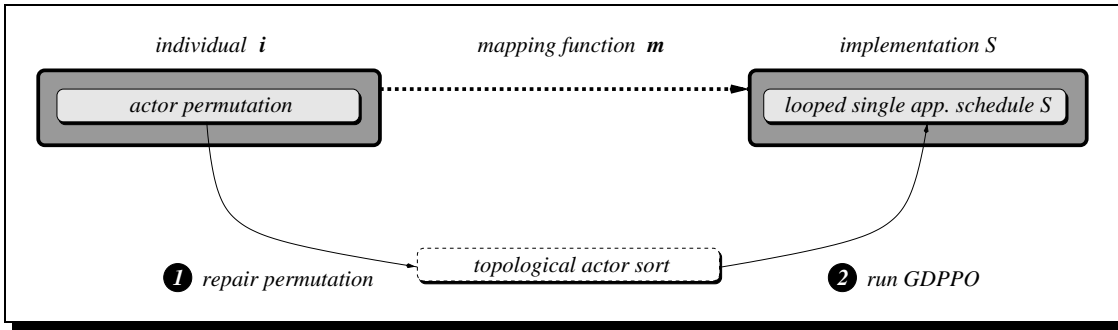 individual i
mapping function m
implementation S
actor permutation
looped single app. schedule S
topological actor sort
1 repair permutation
2 run GDPPO